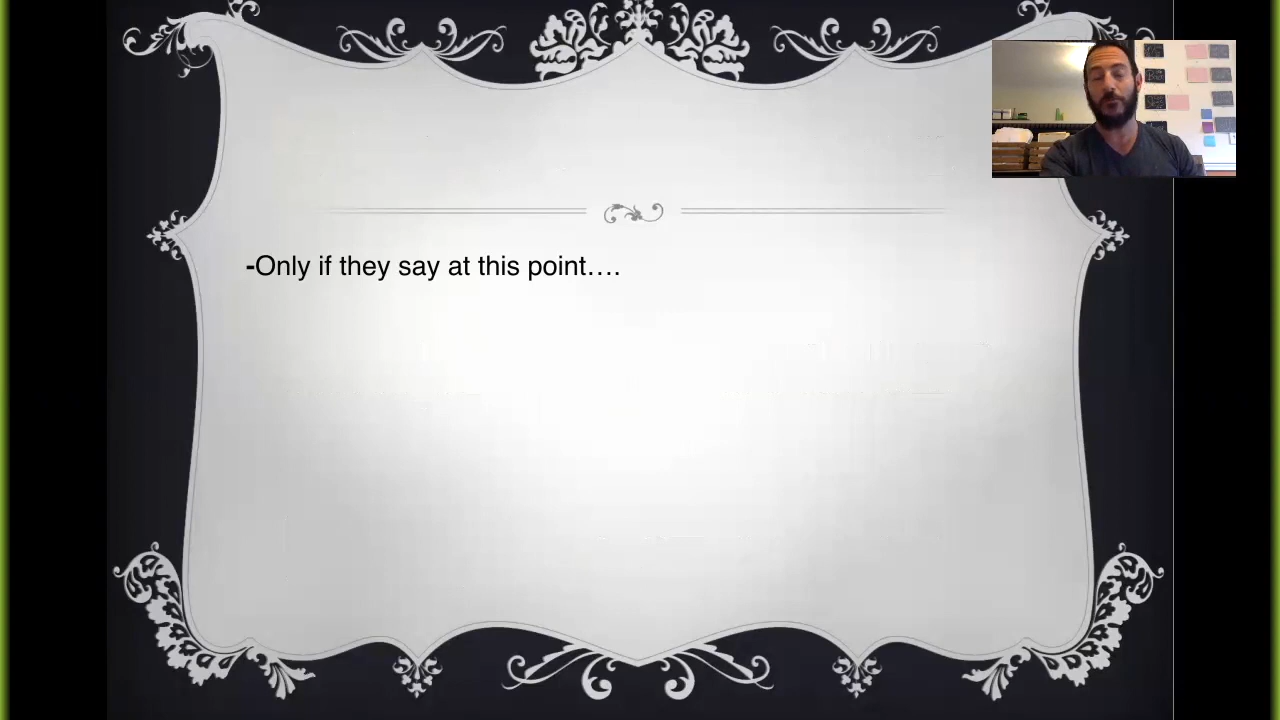 -Only if they say at this point….